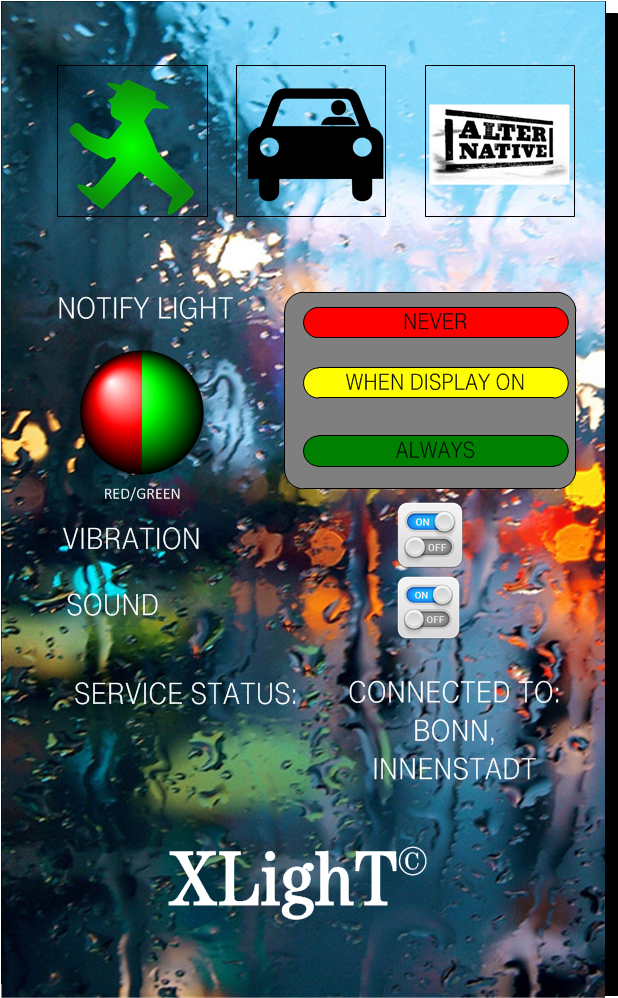 ALTER
NATIVE
NOTIFY LIGHT
NEVER
WHEN DISPLAY ON
ALWAYS
RED/GREEN
VIBRATION
ON
OFF
SOUND
ON
OFF
SERVICE STATUS:
CONNECTED TO:
BONN,
INNENSTADT
XLighT©